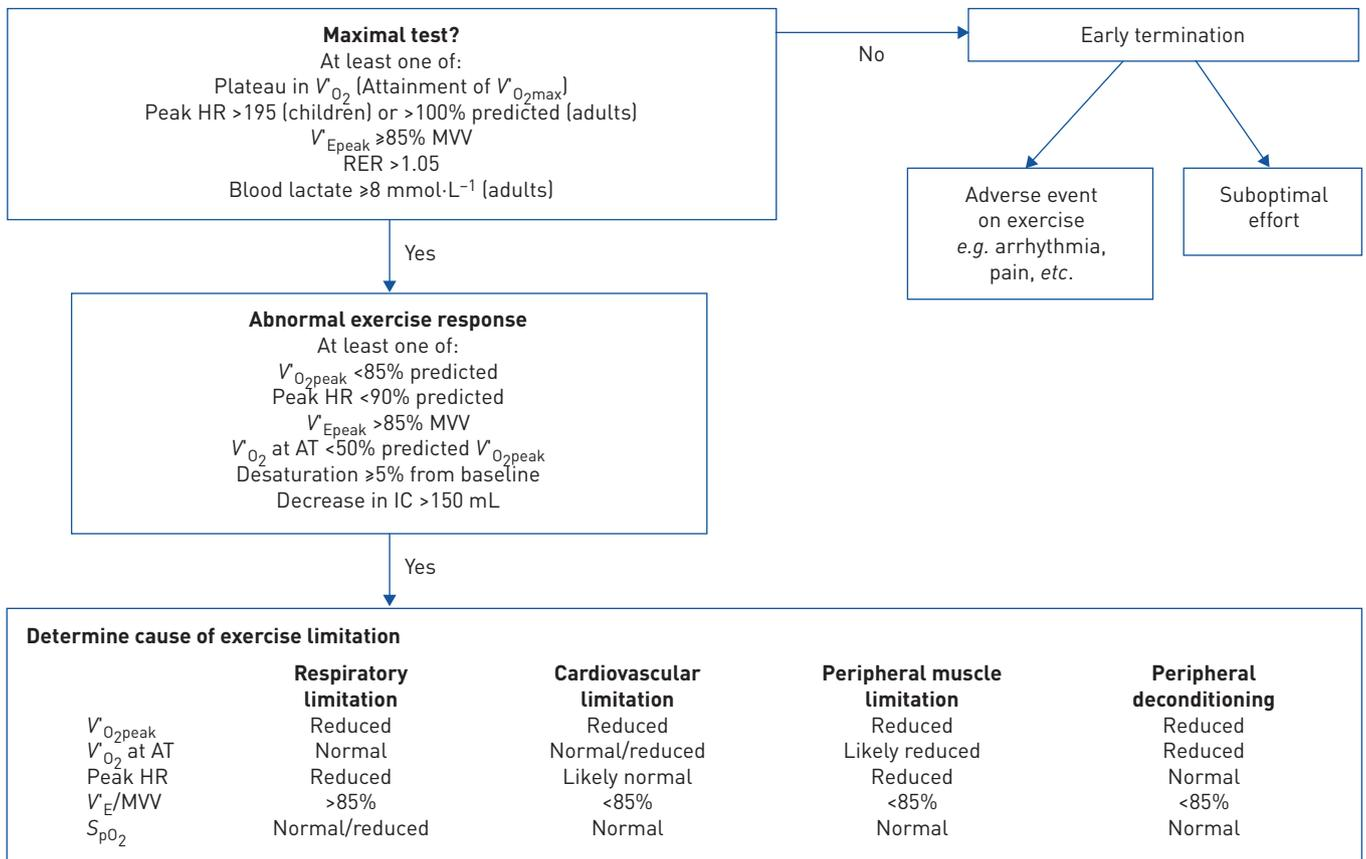 Maximal test?
At least one of:
Plateau in V'O2 (Attainment of V'O2max)
Peak HR >195 (children) or >100% predicted (adults)
V'Epeak ≥85% MVV
RER >1.05
Blood lactate ≥8 mmol·L–1 (adults)
No
Early termination
Adverse event
on exercise
e.g. arrhythmia,
pain, etc.
Suboptimal
effort
Yes
Abnormal exercise response
At least one of:
V'O2peak <85% predicted
Peak HR <90% predicted
V'Epeak >85% MVV
V'O2 at AT <50% predicted V'O2peak
Desaturation ≥5% from baseline
Decrease in IC >150 mL
Yes
Determine cause of exercise limitation
Respiratory Cardiovascular Peripheral muscle Peripheral
limitation limitation limitation deconditioning
V'O2peak Reduced Reduced Reduced Reduced
V'O2 at AT Normal Normal/reduced Likely reduced Reduced
Peak HR Reduced Likely normal Reduced Normal
V'E/MVV >85% <85% <85% <85%
SpO2 Normal/reduced Normal Normal Normal